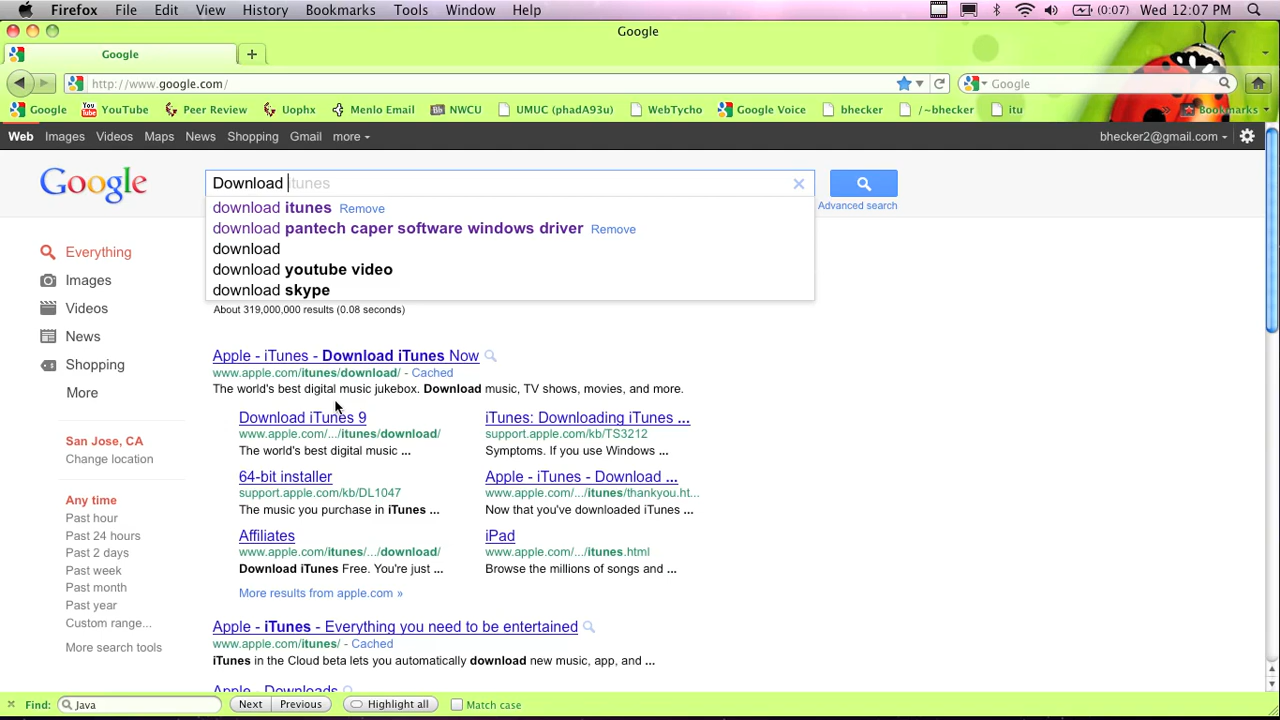 Firefox File Edit View History Bookmarks Tools Window Help (0:07) Wed 12:07 PM
Google
Google
http://www.google.com/ Google
Google YouTube Peer Review Uophx Menlo Email NWCU UMUC (phadA93u) WebTycho Google Voice bhecker /~bhecker itu » Bookmarks
Web Images Videos Maps News Shopping Gmail more bhecker2@gmail.com
Google
Download itunes
Advanced search
download itunes Remove
download pantech caper software windows driver Remove
download
download youtube video
download skype
About 319,000,000 results (0.08 seconds)
Everything
Images
Videos
News
Shopping
More
San Jose, CA
Change location
Any time
Past hour
Past 24 hours
Past 2 days
Past week
Past month
Past year
Custom range...
More search tools
Apple - iTunes - Download iTunes Now
www.apple.com/itunes/download/ - Cached
The world's best digital music jukebox. Download music, TV shows, movies, and more.
Download iTunes 9
www.apple.com/.../itunes/download/
The world's best digital music ...
iTunes: Downloading iTunes ...
support.apple.com/kb/TS3212
Symptoms. If you use Windows ...
64-bit installer
support.apple.com/kb/DL1047
The music you purchase in iTunes ...
Apple - iTunes - Download ...
www.apple.com/.../itunes/thankyou.ht...
Now that you've downloaded iTunes ...
Affiliates
www.apple.com/itunes/.../download/
Download iTunes Free. You're just ...
iPad
www.apple.com/.../itunes.html
Browse the millions of songs and ...
More results from apple.com »
Apple - iTunes - Everything you need to be entertained
www.apple.com/itunes/ - Cached
iTunes in the Cloud beta lets you automatically download new music, app, and ...
Apple - Downloads
Find: Java Next Previous Highlight all Match case